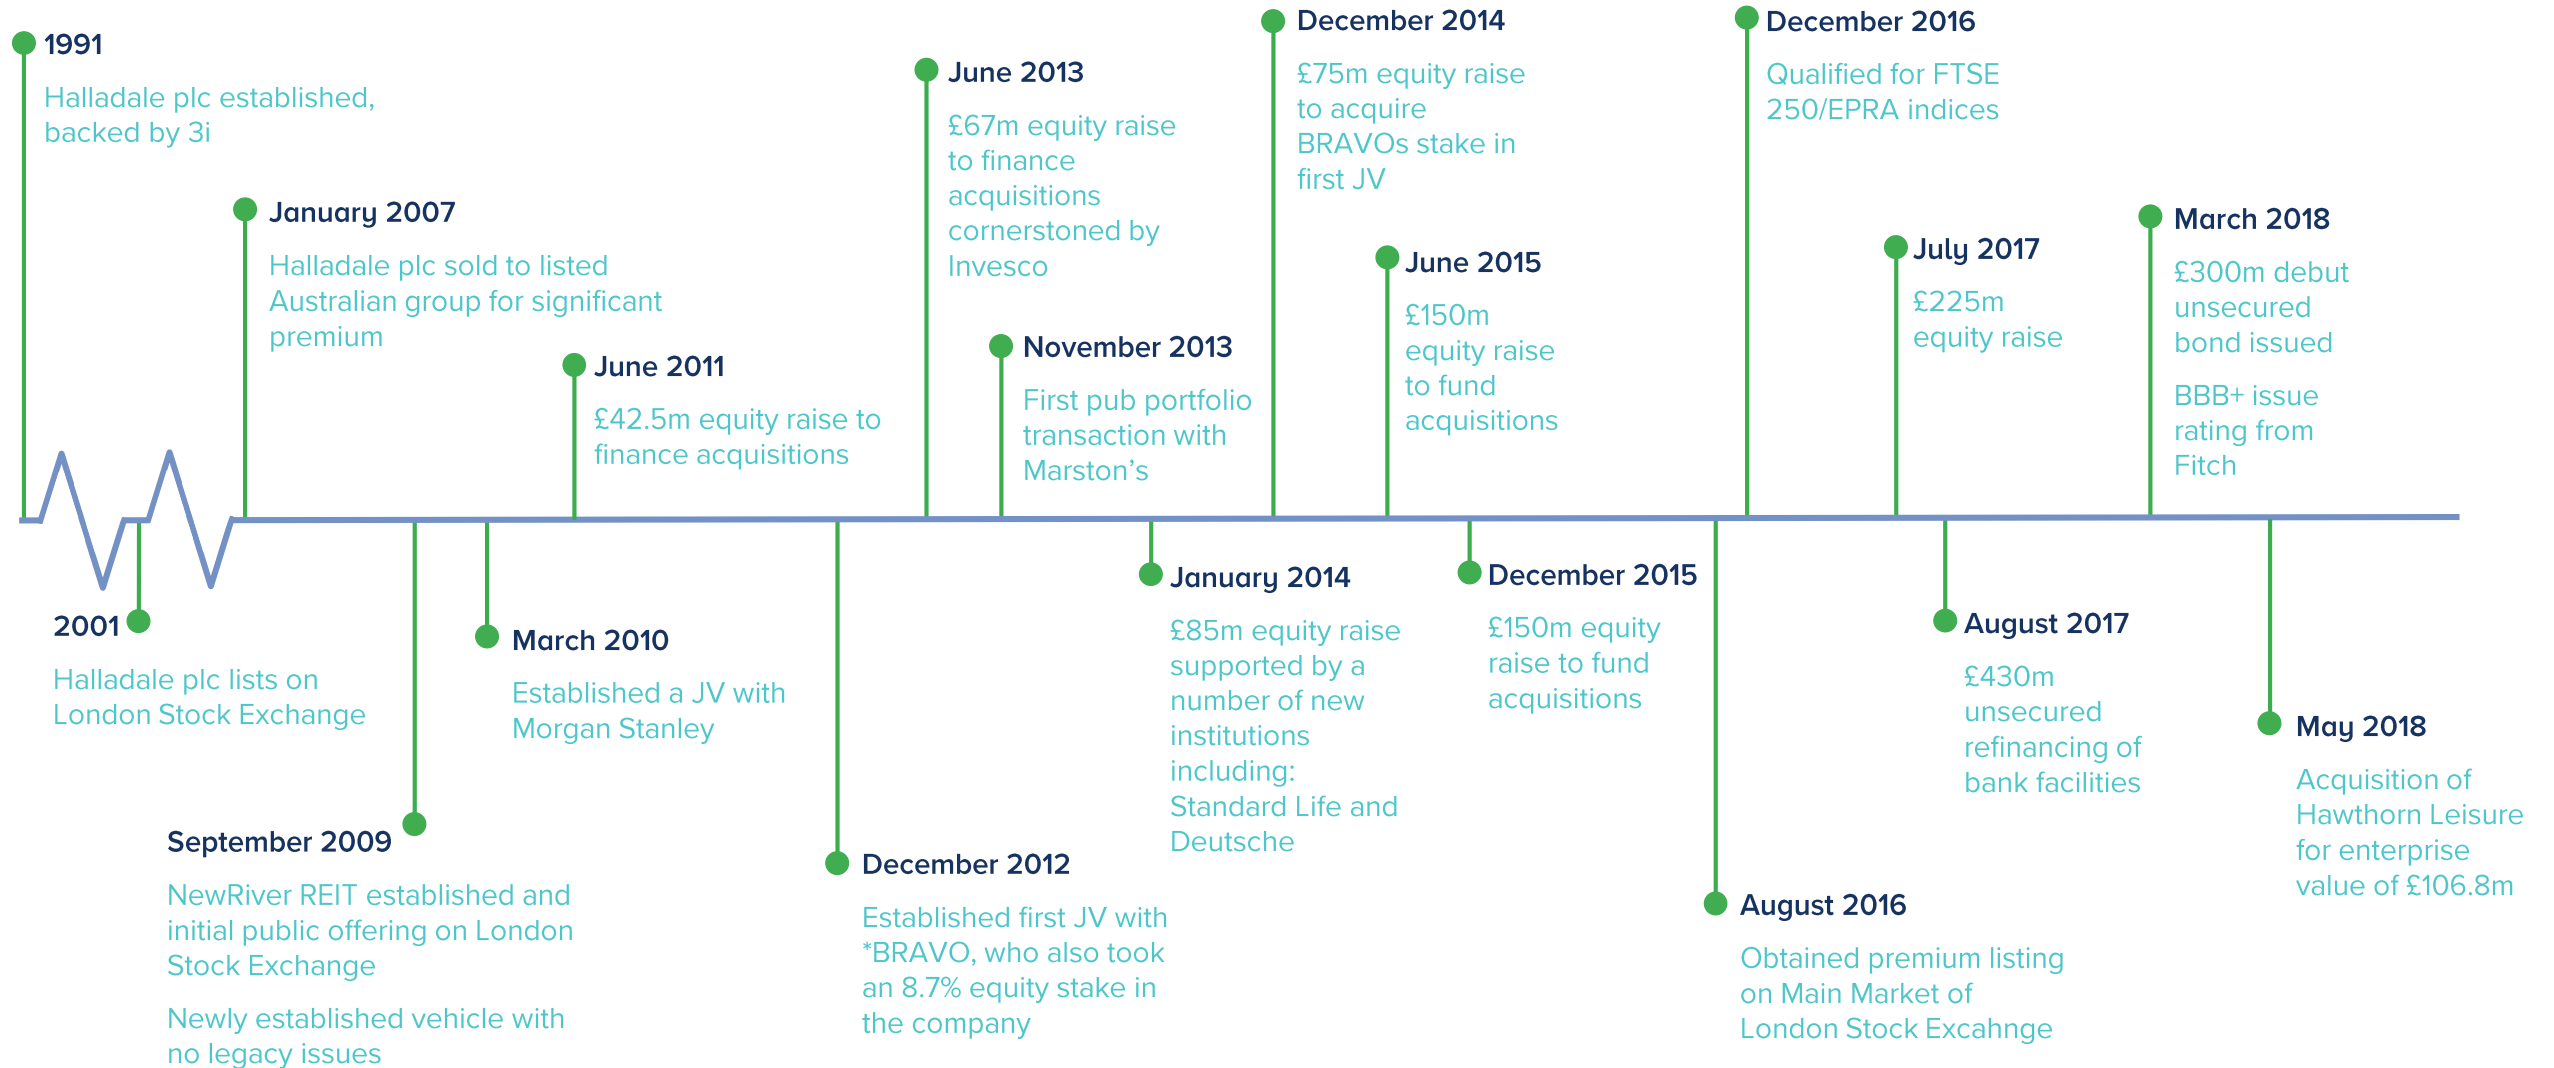 1991
Halladale plc established,
backed by 3i
2001
Halladale plc lists on
London Stock Exchange
January 2007
Halladale plc sold to listed
Australian group for significant
premium
September 2009
NewRiver REIT established and
initial public offering on London
Stock Exchange
Newly established vehicle with
no legacy issues
March 2010
Established a JV with
Morgan Stanley
June 2011
£42.5m equity raise to
finance acquisitions
December 2012
Established first JV with
*BRAVO, who also took
an 8.7% equity stake in
the company
June 2013
£67m equity raise
to finance
acquisitions
cornerstoned by
Invesco
November 2013
First pub portfolio
transaction with
Marston’s
January 2014
£85m equity raise
supported by a
number of new
institutions
including:
Standard Life and
Deutsche
December 2014
£75m equity raise
to acquire
BRAVOs stake in
first JV
June 2015
£150m
equity raise
to fund
acquisitions
December 2015
£150m equity
raise to fund
acquisitions
August 2016
Obtained premium listing
on Main Market of
London Stock Excahnge
December 2016
Qualified for FTSE
250/EPRA indices
July 2017
£225m
equity raise
August 2017
£430m
unsecured
refinancing of
bank facilities
March 2018
£300m debut
unsecured
bond issued
BBB+ issue
rating from
Fitch
May 2018
Acquisition of
Hawthorn Leisure
for enterprise
value of £106.8m